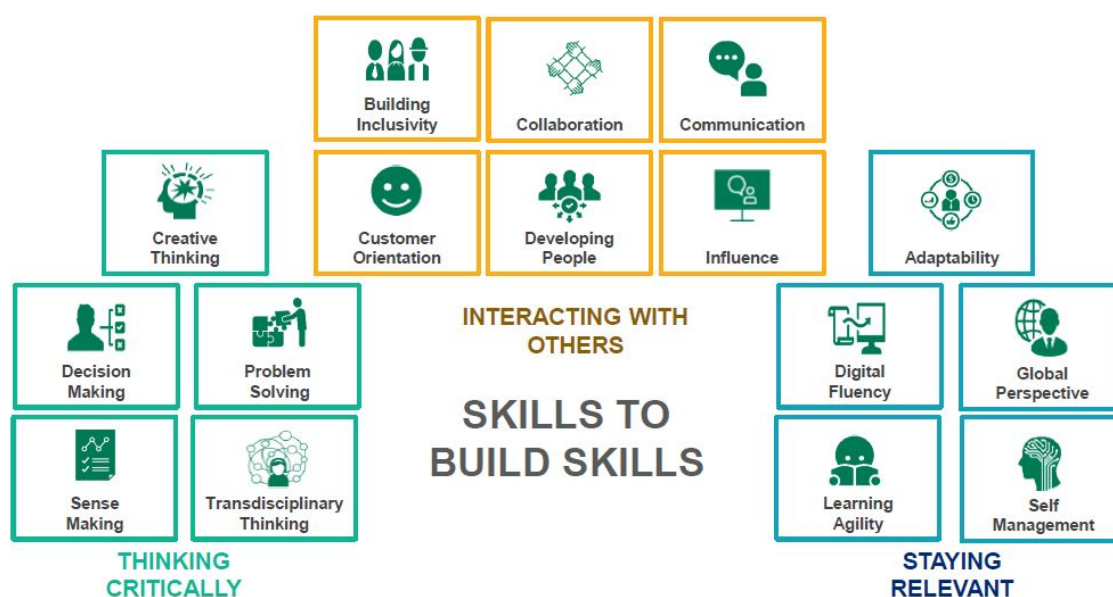 Building
Inclusivity
Collaboration
Communication
Creative
Thinking
Customer
Orientation
Developing
People
Influence
Adaptability
Decision
Making
Problem
Solving
INTERACTING WITH
OTHERS
Digital
Fluency
Global
Perspective
SKILLS TO
BUILD SKILLS
Sense
Making
Transdisciplinary
Thinking
Learning
Agility
Self
Management
THINKING
CRITICALLY
STAYING
RELEVANT